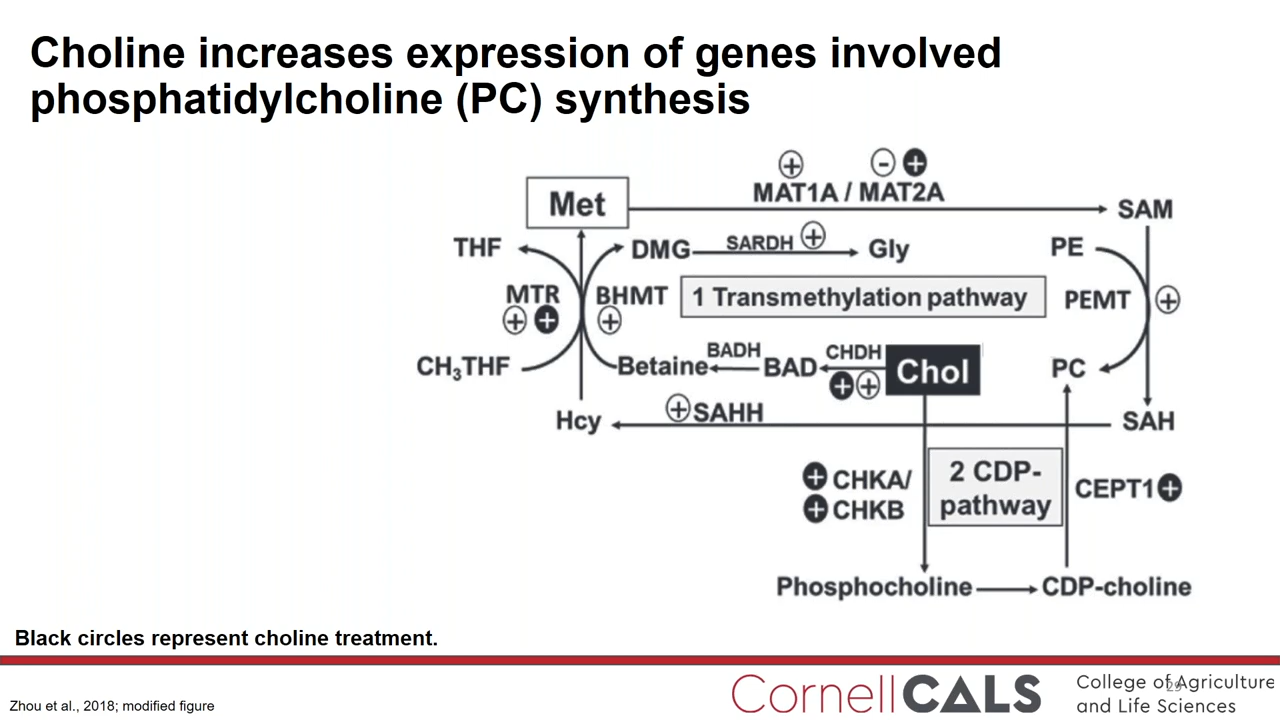 Choline increases expression of genes involved
phosphatidylcholine (PC) synthesis
+ - +
MAT1A / MAT2A
Met
SAM
THF
DMG
SARDH +
Gly
PE
MTR
+ +
BHMT
+
1 Transmethylation pathway
PEMT +
CH₃THF
Betaine
BADH
BAD
CHDH
+ +
Chol
PC
Hcy
+ SAHH
SAH
+ CHKA/
+ CHKB
2 CDP-
pathway
CEPT1 +
Phosphocholine
CDP-choline
Black circles represent choline treatment.
Zhou et al., 2018; modified figure
CornellCALS
College of Agriculture
and Life Sciences